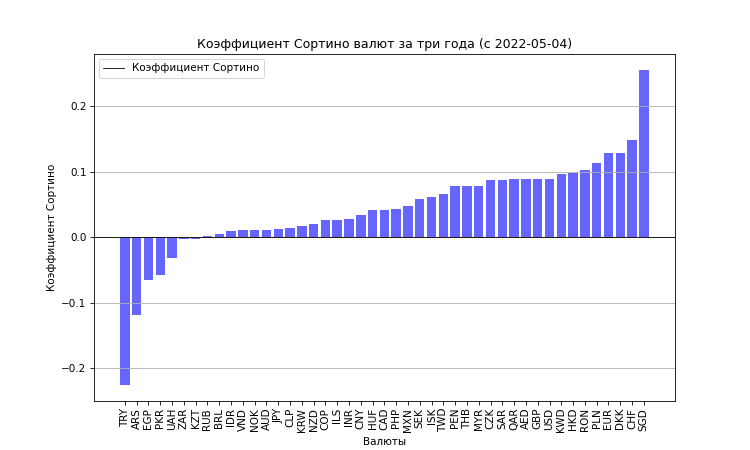 Коэффициент Сортино валют за три года (с 2022-05-04)
Коэффициент Сортино
Коэффициент Сортино
0.2
0.1
0.0
−0.1
−0.2
TRY ARS EGP PKR UAH ZAR KZT RUB BRL IDR VND NOK AUD JPY CLP KRW NZD COP ILS INR CNY HUF CAD PHP MXN SEK ISK TWD PEN THB MYR CZK SAR QAR AED GBP USD KWD HKD RON PLN EUR DKK CHF SGD
Валюты